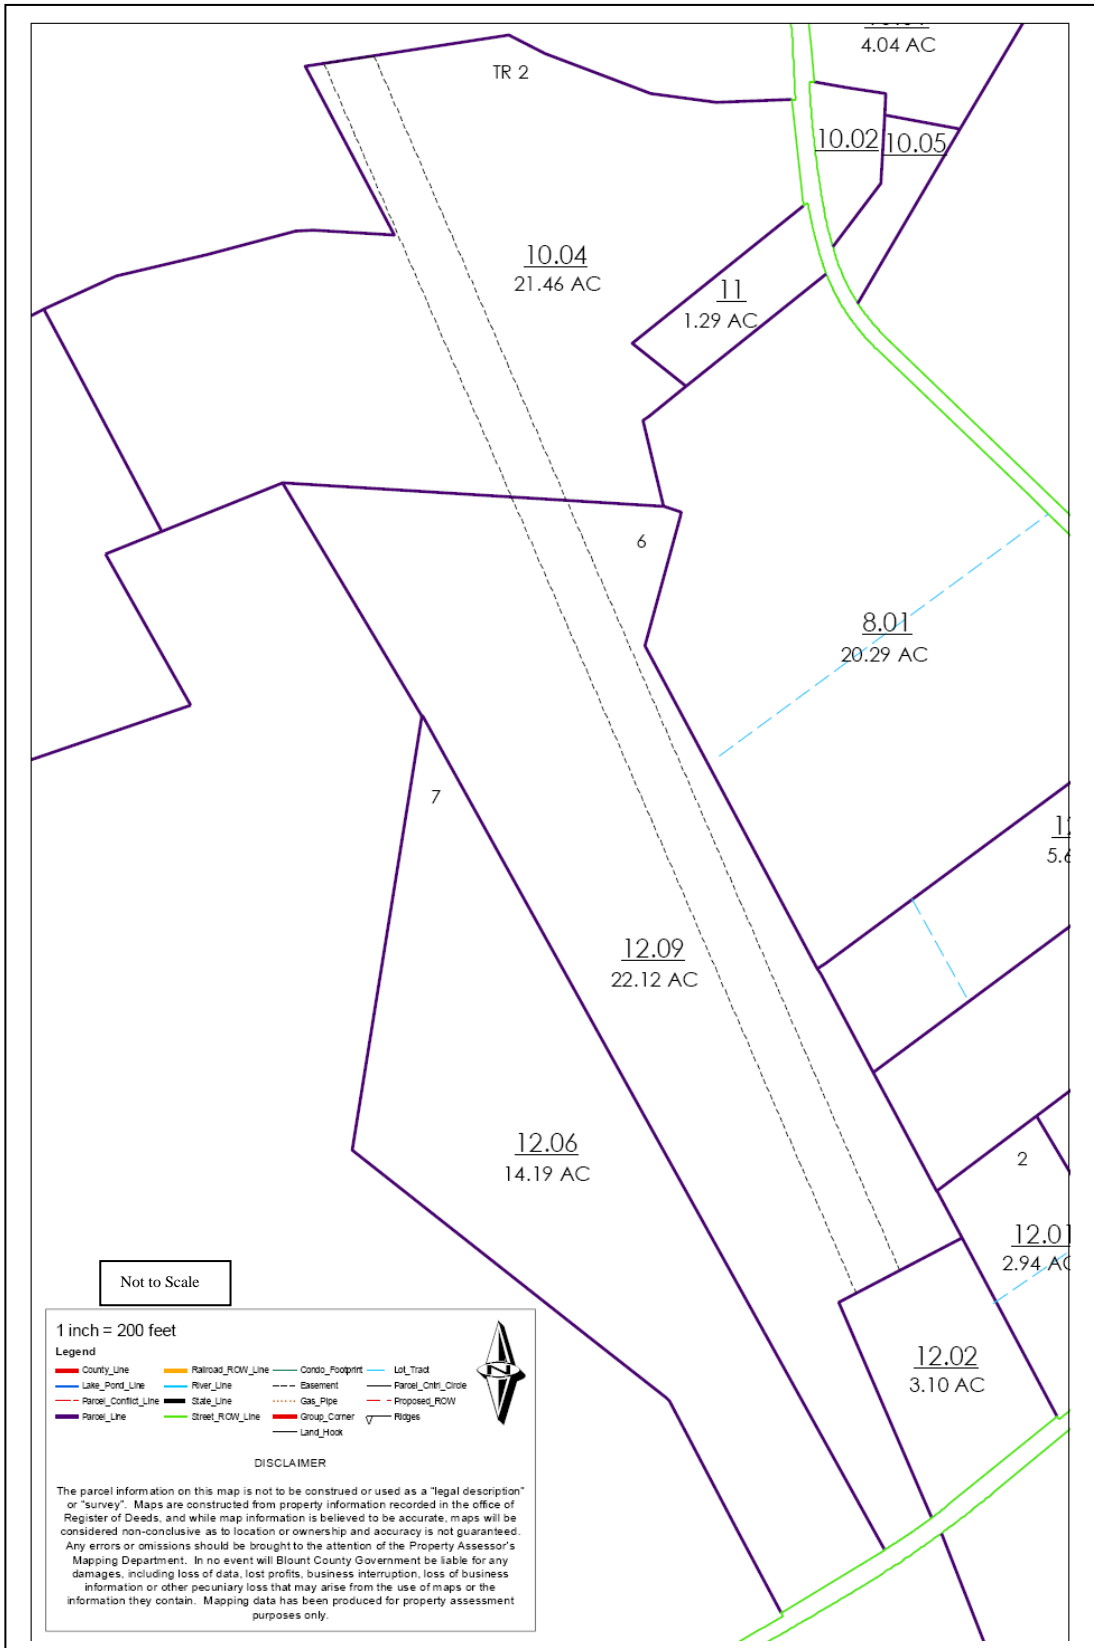 4.04 AC
TR 2
10.02
10.05
10.04
21.46 AC
11
1.29 AC
6
8.01
20.29 AC
7
12.09
22.12 AC
12.06
14.19 AC
2
12.01
2.94 AC
12.02
3.10 AC
Not to Scale
1 inch = 200 feet
Legend
County_Line
Railroad_ROW_Line
Condo_Footprint
Lot_Tract
Lake_Pond_Line
River_Line
Easement
Parcel_Cntrl_Circle
Parcel_Conflict_Line
State_Line
Gas_Pipe
Proposed_ROW
Parcel_Line
Street_ROW_Line
Group_Corner
Ridges
Land_Hook
N
DISCLAIMER
The parcel information on this map is not to be construed or used as a "legal description"
or "survey". Maps are constructed from property information recorded in the office of
Register of Deeds, and while map information is believed to be accurate, maps will be
considered non-conclusive as to location or ownership and accuracy is not guaranteed.
Any errors or omissions should be brought to the attention of the Property Assessor's
Mapping Department. In no event will Blount County Government be liable for any
damages, including loss of data, lost profits, business interruption, loss of business
information or other pecuniary loss that may arise from the use of maps or the
information they contain. Mapping data has been produced for property assessment
purposes only.